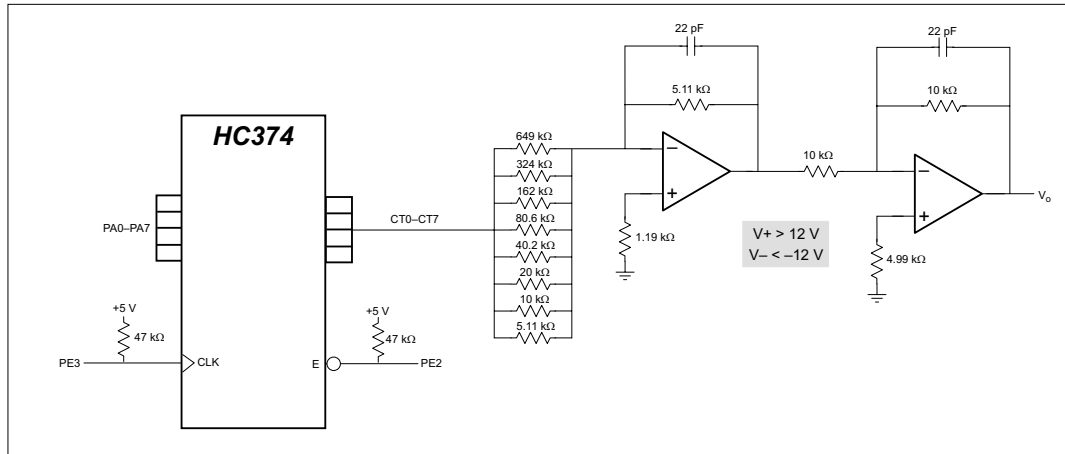 22 pF
22 pF
5.11 kΩ
10 kΩ
HC374
649 kΩ
324 kΩ
162 kΩ
80.6 kΩ
40.2 kΩ
20 kΩ
10 kΩ
5.11 kΩ
PA0–PA7
CT0–CT7
10 kΩ
Vo
1.19 kΩ
V+ > 12 V
V– < –12 V
4.99 kΩ
+5 V
47 kΩ
PE3
CLK
E
+5 V
47 kΩ
PE2